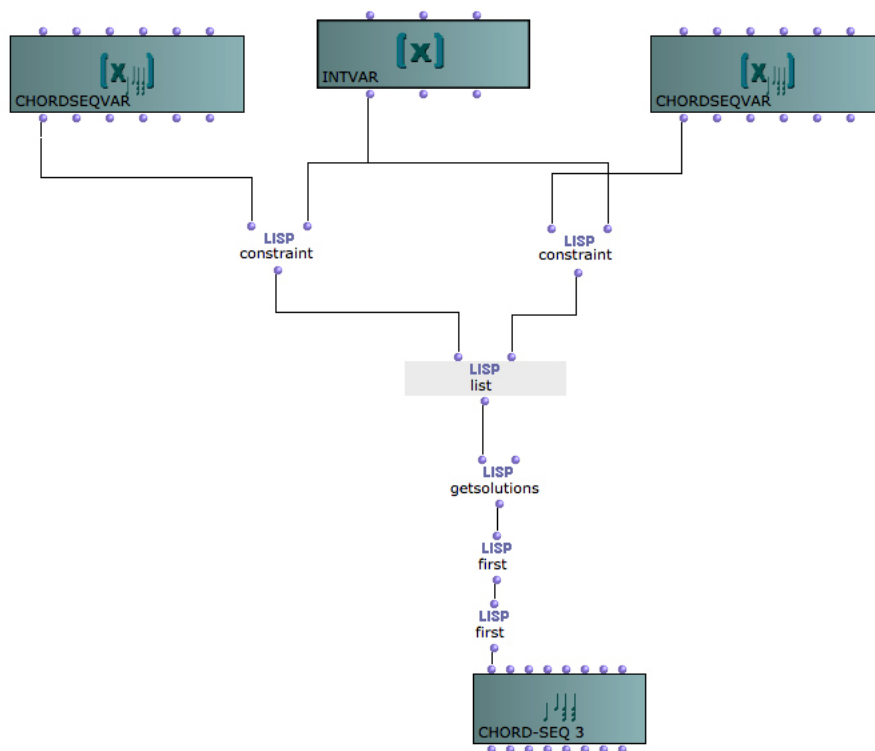 (x)
CHORDSEQVAR
(x)
INTVAR
(x)
CHORDSEQVAR
LISP
constraint
LISP
constraint
LISP
list
LISP
getsolutions
LISP
first
LISP
first
CHORD-SEQ 3